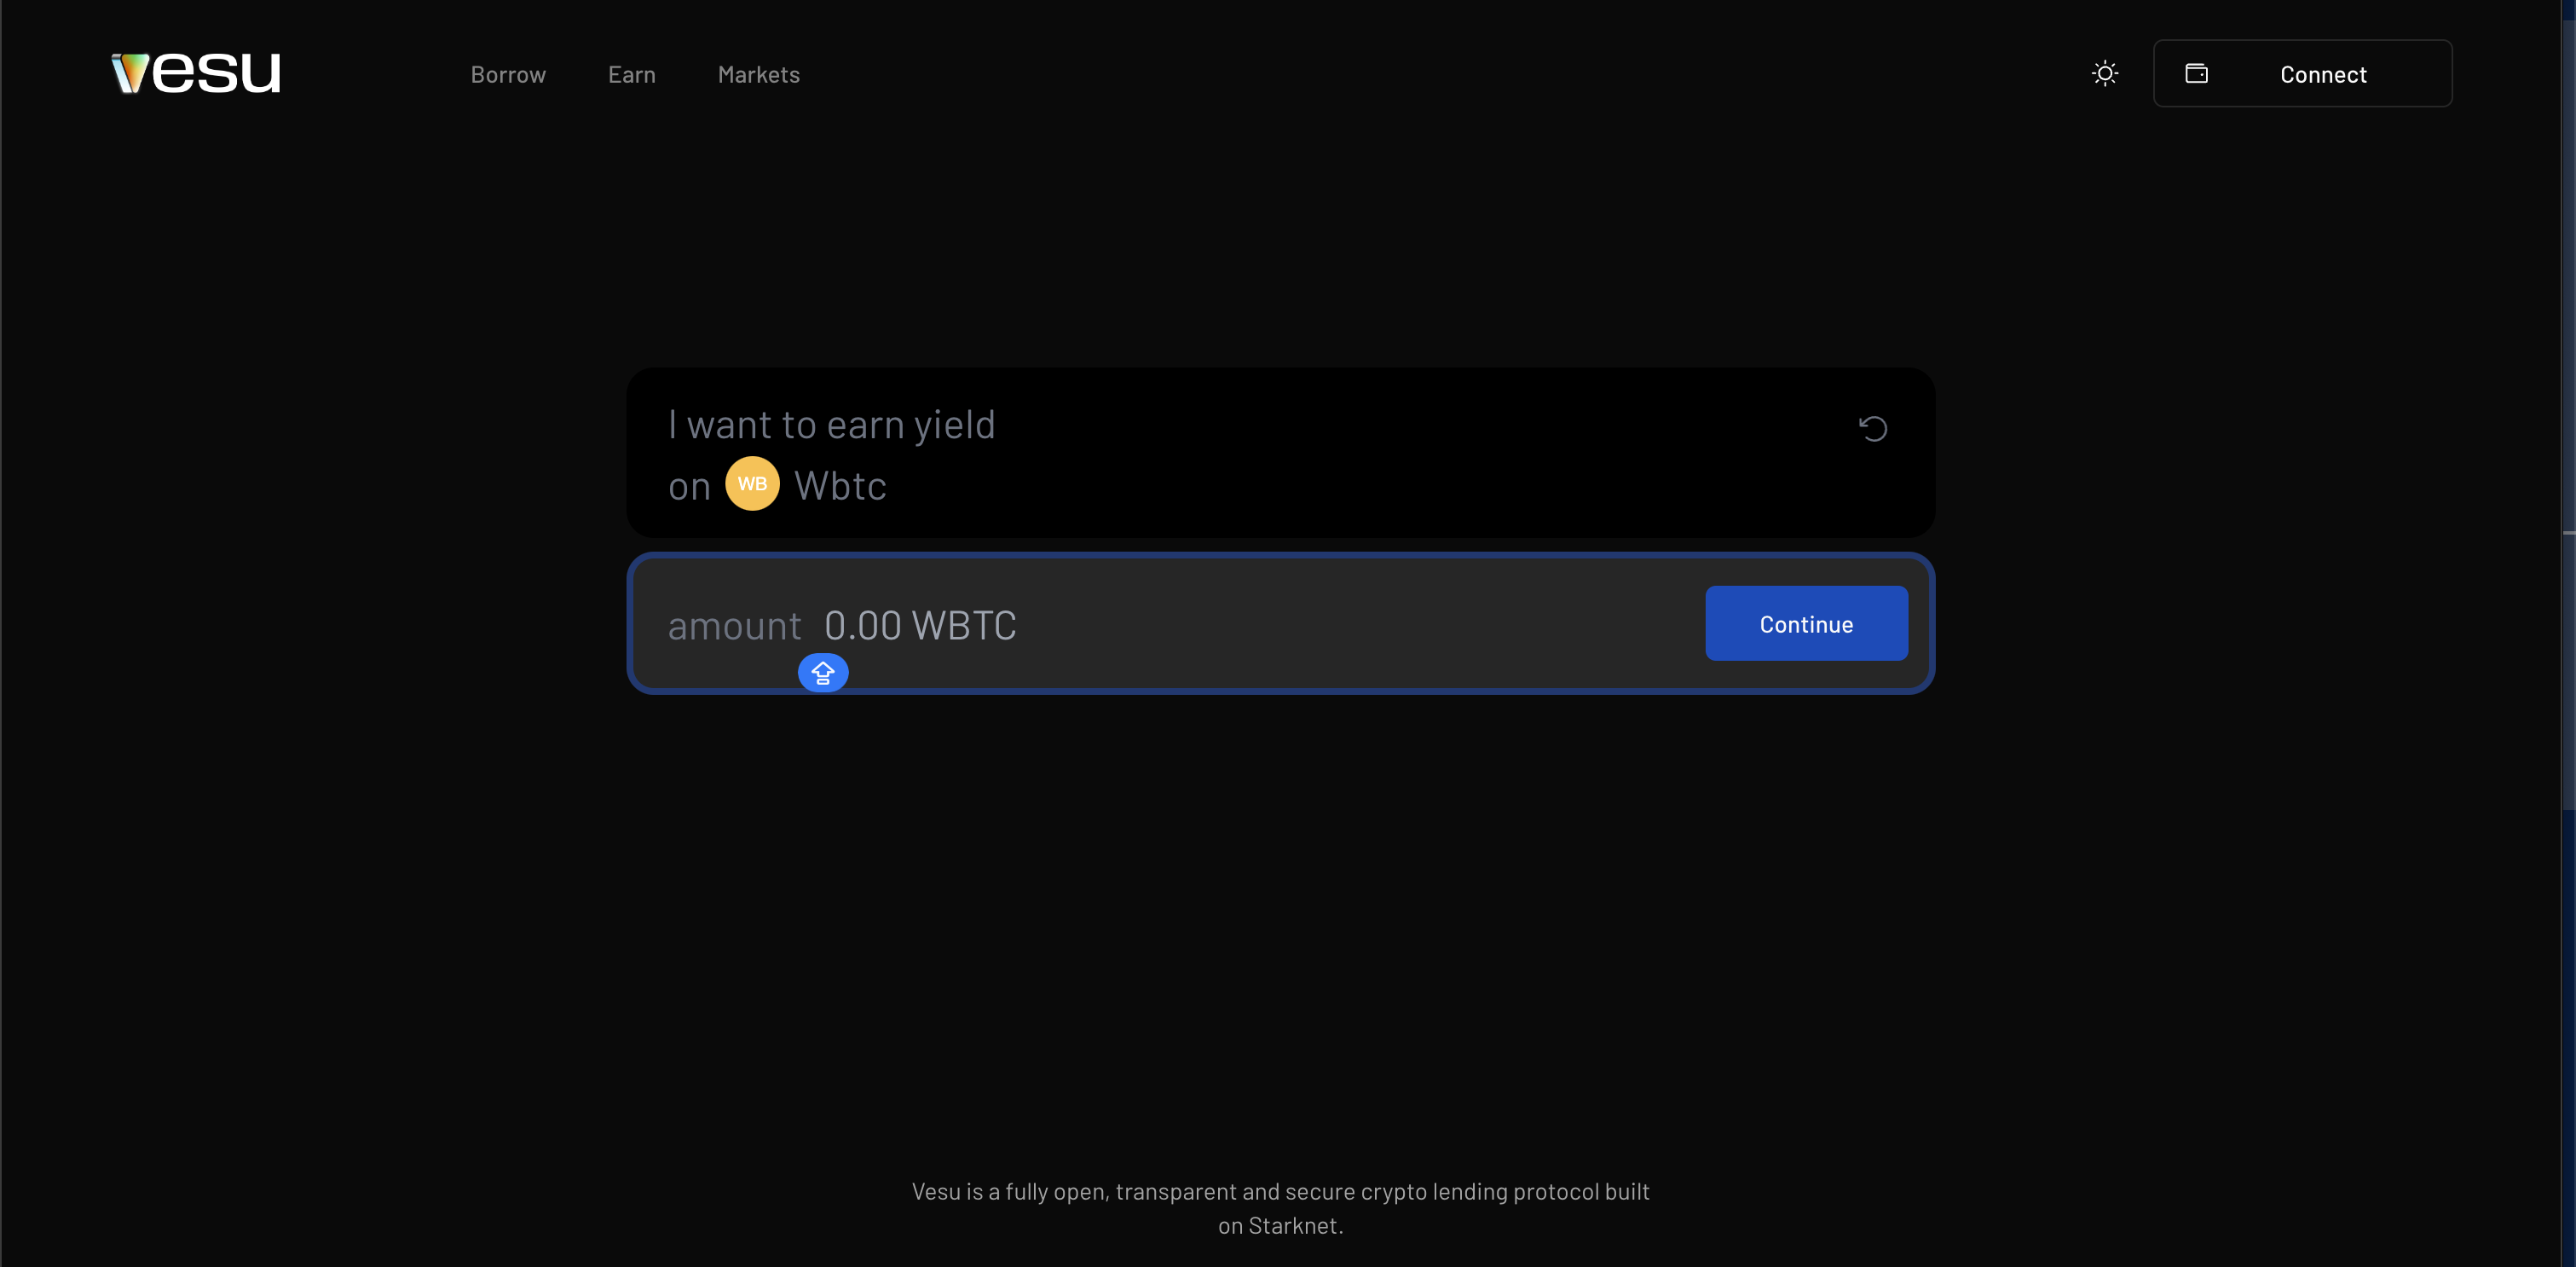 vesu
Borrow
Earn
Markets
Connect
I want to earn yield
on WB Wbtc
amount 0.00 WBTC
Continue
Vesu is a fully open, transparent and secure crypto lending protocol built
on Starknet.